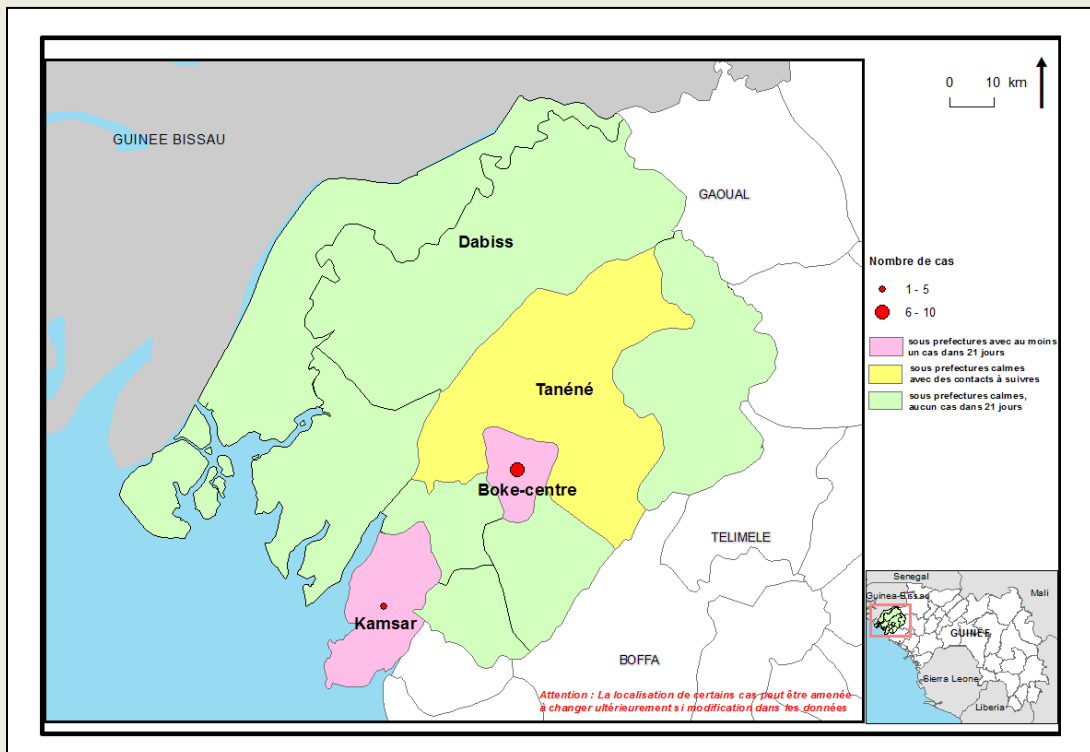 0 10 km
GUINEE BISSAU
GAOUAL
Dabiss
Nombre de cas
1 - 5
6 - 10
sous prefectures avec au moins
un cas dans 21 jours
sous prefectures calmes
avec des contacts à suivres
sous prefectures calmes,
aucun cas dans 21 jours
Tanéné
Boke-centre
TELIMELE
Kamsar
BOFFA
Attention : La localisation de certains cas peut être amenée
à changer ultérieurement si modification dans les données
Senegal
Guinea-Bissau
Mali
GUINEE
Sierra Leone
Liberia